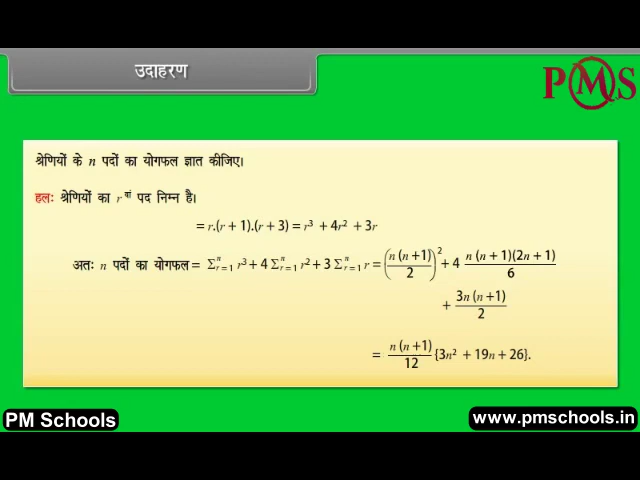 उदाहरण
PMS
श्रेणियों के n पदों का योगफल ज्ञात कीजिए।
हलः श्रेणियों का r वां पद निम्न है।
= r.(r + 1).(r + 3) = r³ + 4r² + 3r
अतः n पदों का योगफल = Σⁿᵣ₌₁ r³ + 4 Σⁿᵣ₌₁ r² + 3 Σⁿᵣ₌₁ r = (n (n +1)/2)² + 4 n (n +1)(2n +1)/6
+ 3n (n +1)/2
= n (n +1)/12 {3n² + 19n + 26}.
PM Schools
www.pmschools.in